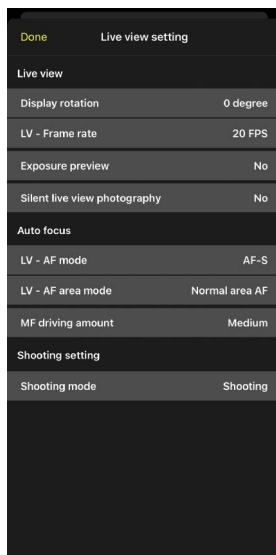 Done Live view setting
Live view
Display rotation 0 degree
LV - Frame rate 20 FPS
Exposure preview No
Silent live view photography No
Auto focus
LV - AF mode AF-S
LV - AF area mode Normal area AF
MF driving amount Medium
Shooting setting
Shooting mode Shooting